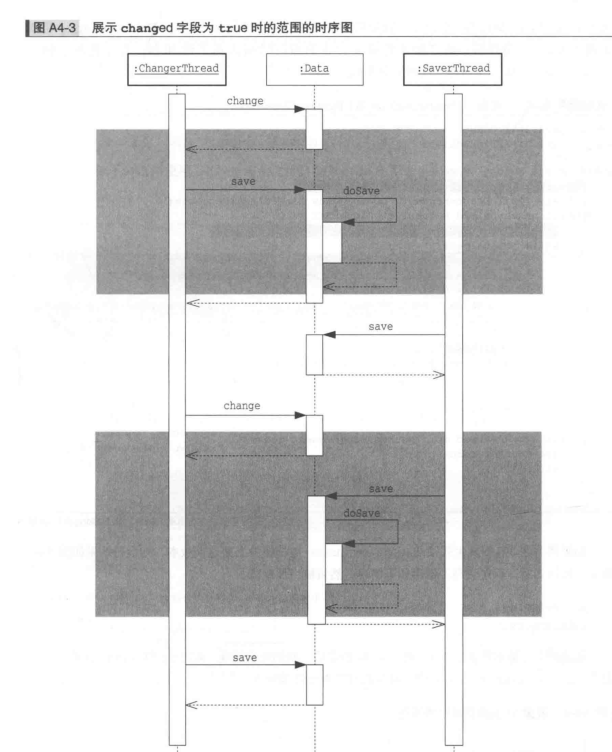 图 A4-3 展示 changed 字段为 true 时的范围的时序图
:ChangerThread :Data :SaverThread
change
save
doSave
save
change
save
doSave
save